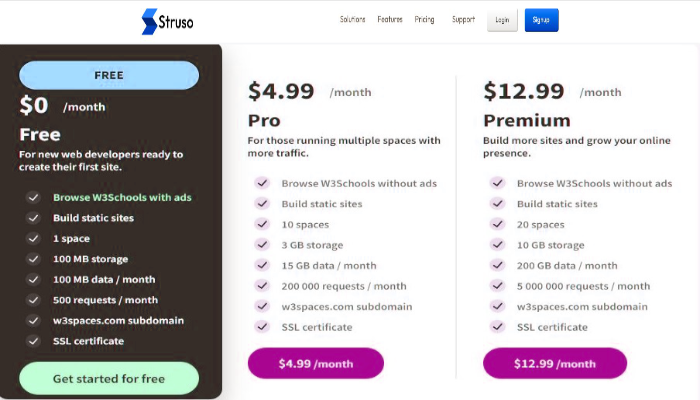 Struso
Solutions Features Pricing Support Login Signup
FREE
$0 /month
Free
For new web developers ready to
create their first site.
Browse W3Schools with ads
Build static sites
1 space
100 MB storage
100 MB data / month
500 requests / month
w3spaces.com subdomain
SSL certificate
Get started for free
$4.99 /month
Pro
For those running multiple spaces with
more traffic.
Browse W3Schools without ads
Build static sites
10 spaces
3 GB storage
15 GB data / month
200 000 requests / month
w3spaces.com subdomain
SSL certificate
$4.99 /month
$12.99 /month
Premium
Build more sites and grow your online
presence.
Browse W3Schools without ads
Build static sites
20 spaces
10 GB storage
200 GB data / month
5 000 000 requests / month
w3spaces.com subdomain
SSL certificate
$12.99 /month